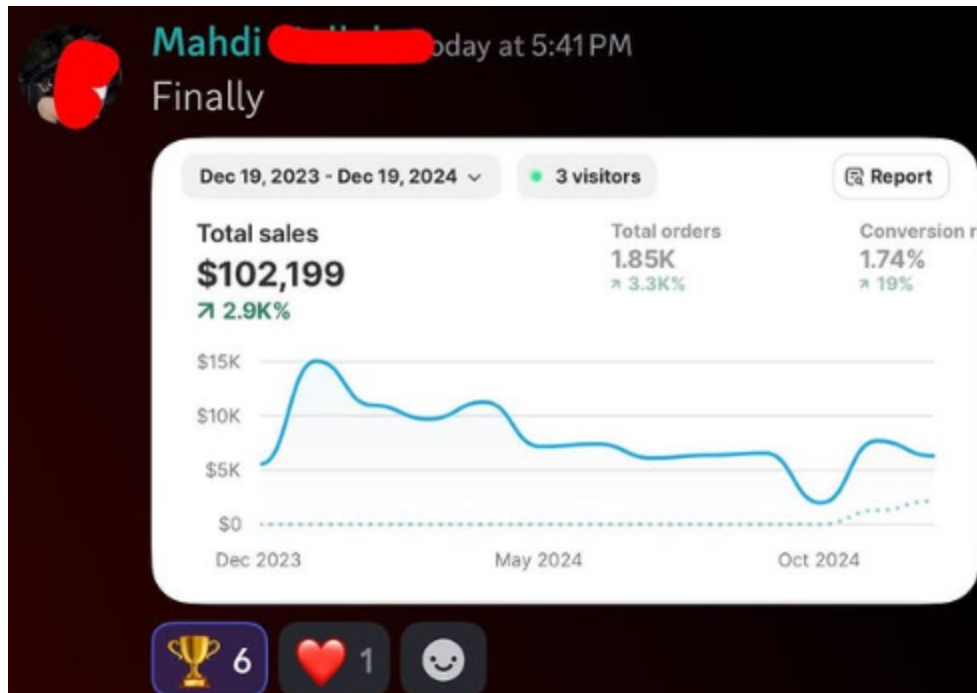 Mahdi oday at 5:41 PM
Finally
Dec 19, 2023 - Dec 19, 2024 3 visitors Report
Total sales Total orders Conversion r
$102,199 1.85K 1.74%
↗ 2.9K% ↗ 3.3K% ↗ 19%
$15K
$10K
$5K
$0
Dec 2023 May 2024 Oct 2024
6 1